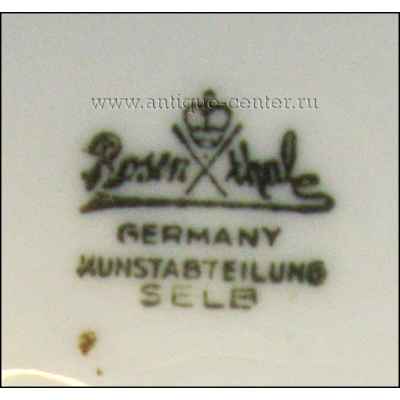 www.antique-center.ru
Rosenthal
GERMANY
KUNSTABTEILUNG
SELB